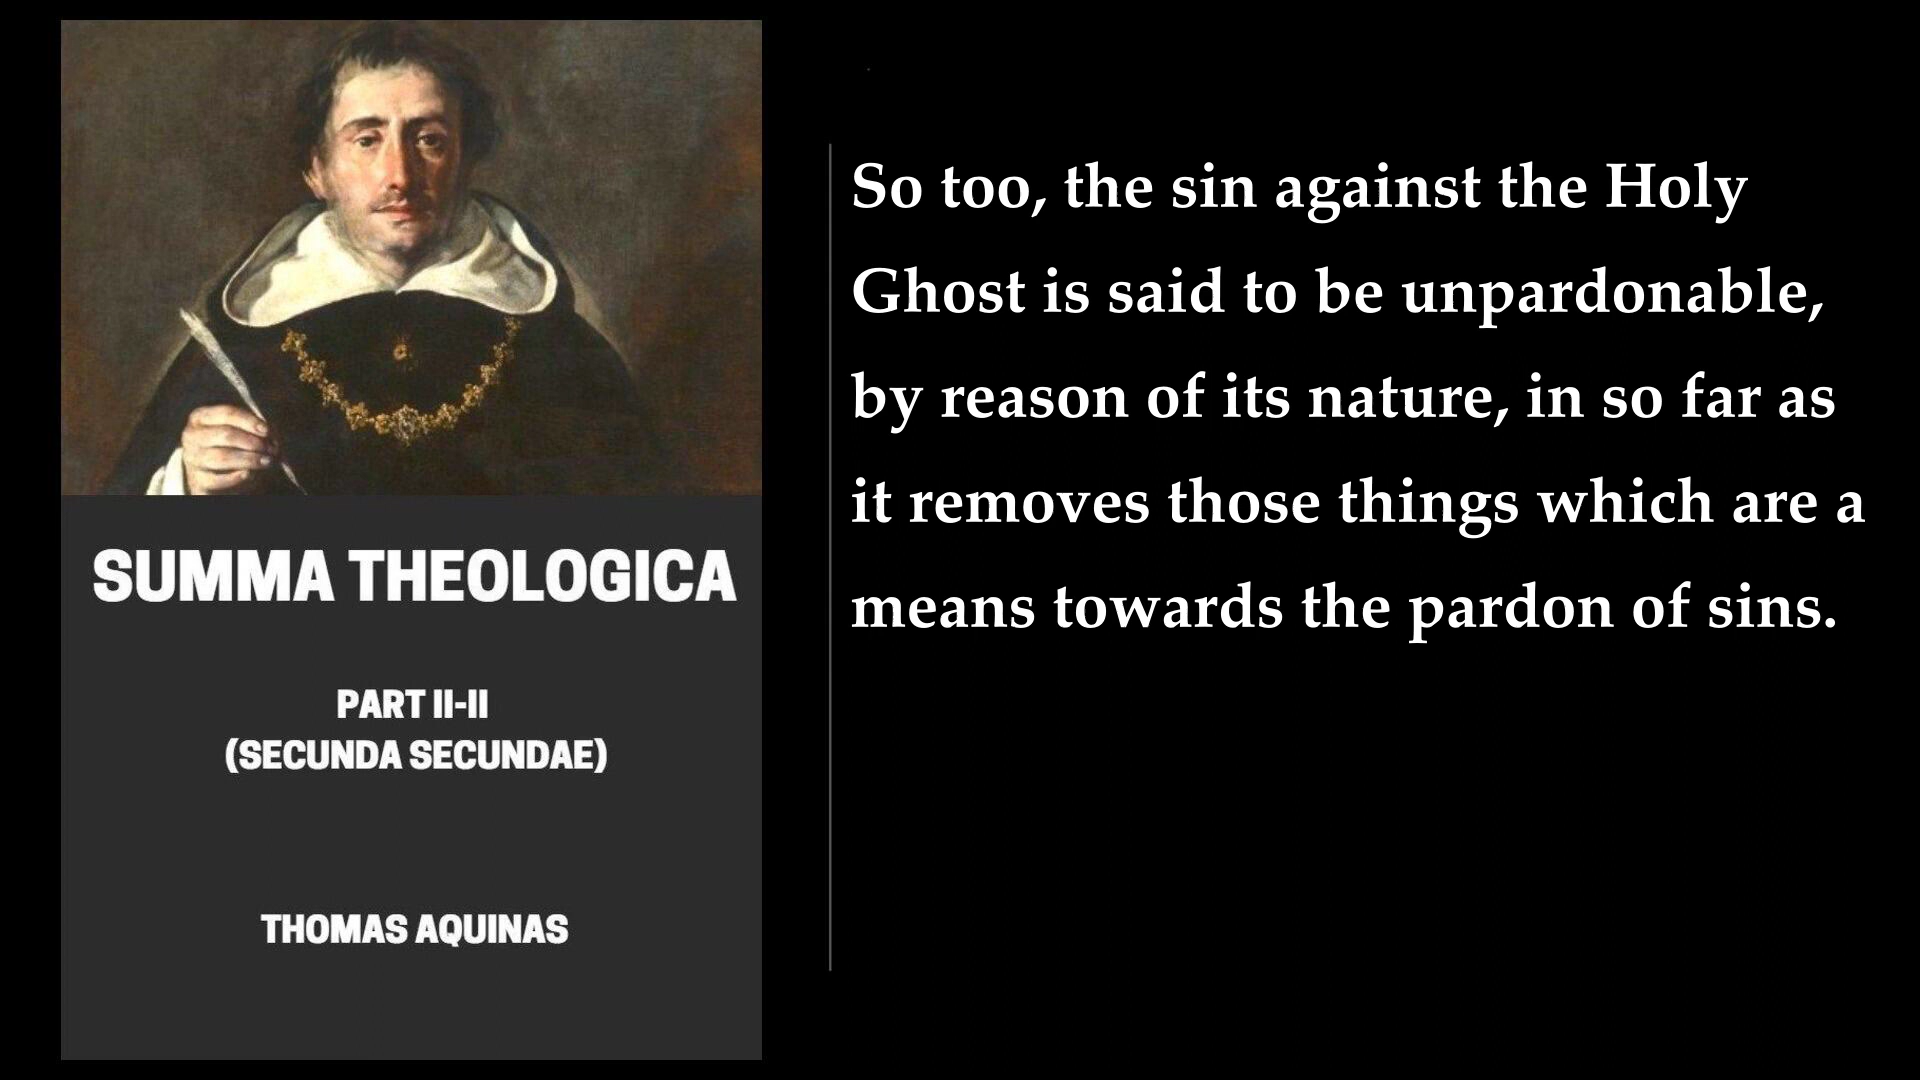 SUMMA THEOLOGICA
PART II-II
(SECUNDA SECUNDAE)
THOMAS AQUINAS
So too, the sin against the Holy
Ghost is said to be unpardonable,
by reason of its nature, in so far as
it removes those things which are a
means towards the pardon of sins.